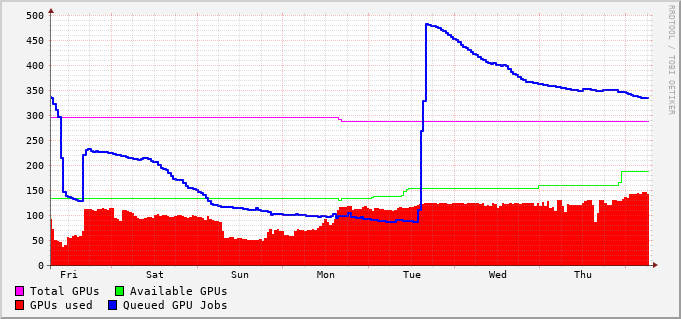 500
450
400
350
300
250
200
150
100
50
0
Fri Sat Sun Mon Tue Wed Thu
Total GPUs Available GPUs
GPUs used Queued GPU Jobs
RRDTOOL / TOBI OETIKER